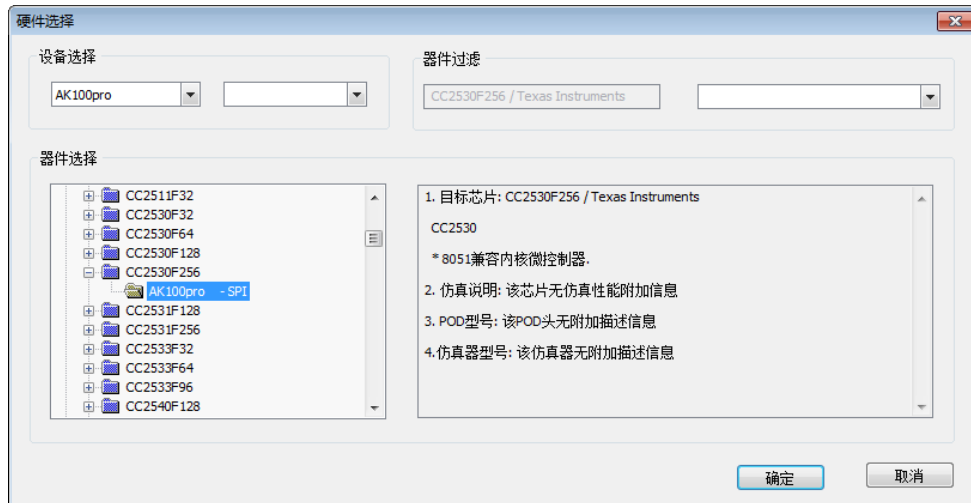 硬件选择
设备选择
AK100pro
器件过滤
CC2530F256 / Texas Instruments
器件选择
CC2511F32
CC2530F32
CC2530F64
CC2530F128
CC2530F256
AK100pro - SPI
CC2531F128
CC2531F256
CC2533F32
CC2533F64
CC2533F96
CC2540F128
1. 目标芯片: CC2530F256 / Texas Instruments
CC2530
* 8051兼容内核微控制器.
2. 仿真说明: 该芯片无仿真性能附加信息
3. POD型号: 该POD头无附加描述信息
4.仿真器型号: 该仿真器无附加描述信息
确定
取消